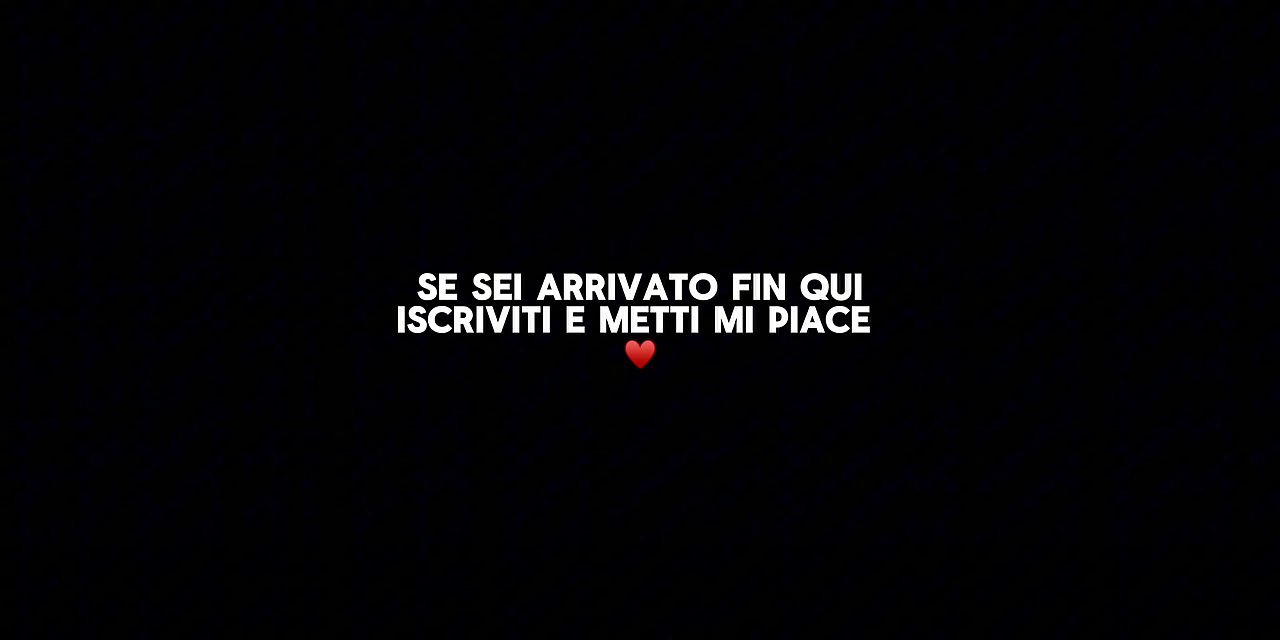 SE SEI ARRIVATO FIN QUI
ISCRIVITI E METTI MI PIACE
♥️